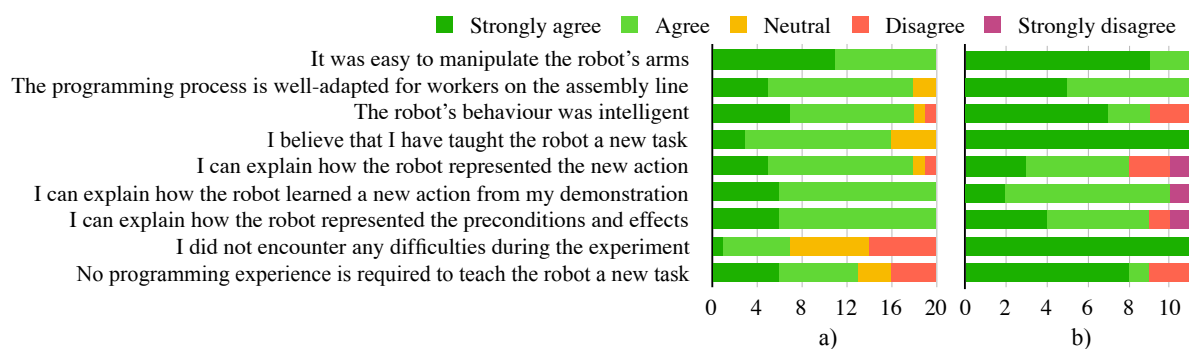 Strongly agree Agree Neutral Disagree Strongly disagree
It was easy to manipulate the robot’s arms
The programming process is well-adapted for workers on the assembly line
The robot’s behaviour was intelligent
I believe that I have taught the robot a new task
I can explain how the robot represented the new action
I can explain how the robot learned a new action from my demonstration
I can explain how the robot represented the preconditions and effects
I did not encounter any difficulties during the experiment
No programming experience is required to teach the robot a new task
0 4 8 12 16 20 0 2 4 6 8 10
a) b)